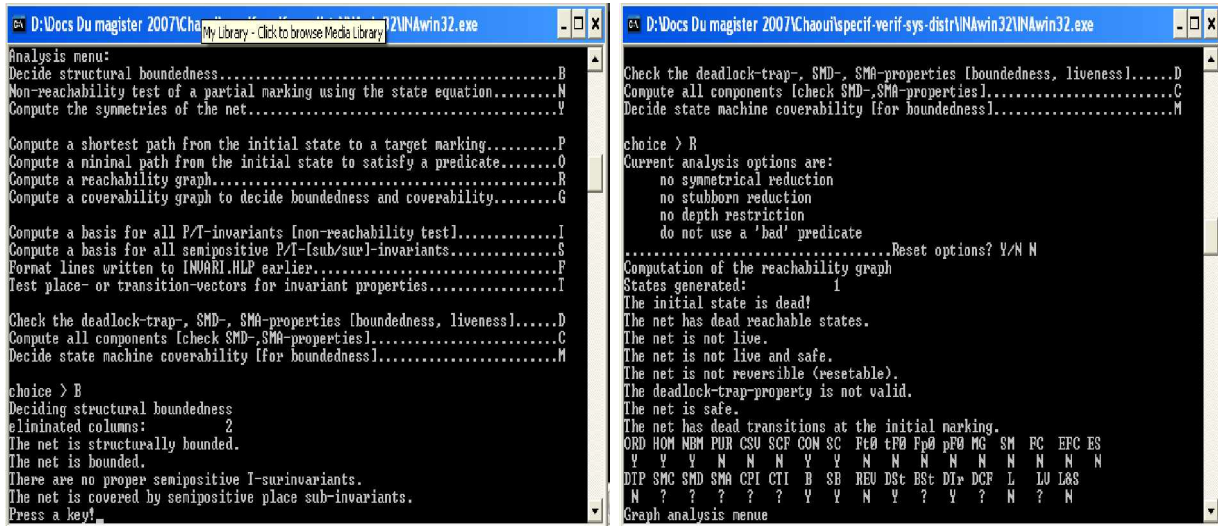 D:\Docs Du magister 2007\Cha
My Library - Click to browse Media Library
2\INAwin32.exe
Analysis menu:
Decide structural boundedness..............................................B
Non-reachability test of a partial marking using the state equation.........N
Compute the symmetries of the net..........................................Y
Compute a shortest path from the initial state to a target marking..........P
Compute a minimal path from the initial state to satisfy a predicate........O
Compute a reachability graph...............................................R
Compute a coverability graph to decide boundedness and coverability.........G
Compute a basis for all P/T-invariants [non-reachability test].............I
Compute a basis for all semipositive P/T-[sub/sur]-invariants..............S
Format lines written to INVARI.HLP earlier.................................F
Test place- or transition-vectors for invariant properties.................T
Check the deadlock-trap-, SMD-, SMA-properties [boundedness, liveness]......D
Compute all components [check SMD-,SMA-properties].........................C
Decide state machine coverability [for boundedness]........................M
choice > B
Deciding structural boundedness
eliminated columns: 2
The net is structurally bounded.
The net is bounded.
There are no proper semipositive T-surinvariants.
The net is covered by semipositive place sub-invariants.
Press a key!_
D:\Docs Du magister 2007\Chaoui\specif-verif-sys-distr\INAwin32\INAwin32.exe
Check the deadlock-trap-, SMD-, SMA-properties [boundedness, liveness]......D
Compute all components [check SMD-,SMA-properties].........................C
Decide state machine coverability [for boundedness]........................M
choice > R
Current analysis options are:
no symmetrical reduction
no stubborn reduction
no depth restriction
do not use a 'bad' predicate
....................................Reset options? Y/N N
Computation of the reachability graph
States generated: 1
The initial state is dead!
The net has dead reachable states.
The net is not live.
The net is not live and safe.
The net is not reversible (resetable).
The deadlock-trap-property is not valid.
The net is safe.
The net has dead transitions at the initial marking.
ORD HOM NBM PUR CSV SCF CON SC Ft0 tF0 Fp0 pF0 MG SM FC EFC ES
Y Y Y N N N Y Y N N N N N N N N N
DTP SMC SMD SMA CPI CTI B SB REV DSt BSt DTr DCF L LV L&S
N ? ? ? ? ? Y Y N Y ? Y ? N ? N
Graph analysis menue